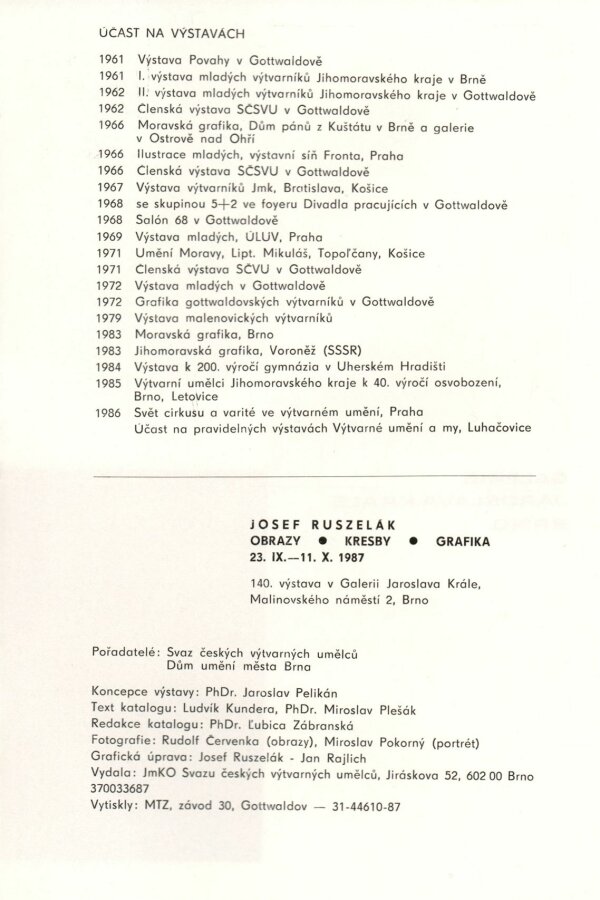 ÚČAST NA VÝSTAVÁCH
1961 Výstava Povahy v Gottwaldově
1961 I. výstava mladých výtvarníků Jihomoravského kraje v Brně
1962 II. výstava mladých výtvarníků Jihomoravského kraje v Gottwaldově
1962 Členská výstava SČSVU v Gottwaldově
1966 Moravská grafika, Dům pánů z Kuštátu v Brně a galerie
v Ostrově nad Ohří
1966 Ilustrace mladých, výstavní síň Fronta, Praha
1966 Členská výstava SČSVU v Gottwaldově
1967 Výstava výtvarníků Jmk, Bratislava, Košice
1968 se skupinou 5+2 ve foyeru Divadla pracujících v Gottwaldově
1968 Salón 68 v Gottwaldově
1969 Výstava mladých, ÚLUV, Praha
1971 Umění Moravy, Lipt. Mikuláš, Topoľčany, Košice
1971 Členská výstava SČVU v Gottwaldově
1972 Výstava mladých v Gottwaldově
1972 Grafika gottwaldovských výtvarníků v Gottwaldově
1979 Výstava malenovických výtvarníků
1983 Moravská grafika, Brno
1983 Jihomoravská grafika, Voroněž (SSSR)
1984 Výstava k 200. výročí gymnázia v Uherském Hradišti
1985 Výtvarní umělci Jihomoravského kraje k 40. výročí osvobození,
Brno, Letovice
1986 Svět cirkusu a varité ve výtvarném umění, Praha
Účast na pravidelných výstavách Výtvarné umění a my, Luhačovice
JOSEF RUSZELÁK
OBRAZY ● KRESBY ● GRAFIKA
23. IX.—11. X. 1987
140. výstava v Galerii Jaroslava Krále,
Malinovského náměstí 2, Brno
Pořadatelé: Svaz českých výtvarných umělců
Dům umění města Brna
Koncepce výstavy: PhDr. Jaroslav Pelikán
Text katalogu: Ludvík Kundera, PhDr. Miroslav Plešák
Redakce katalogu: PhDr. Ľubica Zábranská
Fotografie: Rudolf Červenka (obrazy), Miroslav Pokorný (portrét)
Grafická úprava: Josef Ruszelák - Jan Rajlich
Vydala: JmKO Svazu českých výtvarných umělců, Jiráskova 52, 602 00 Brno
370033687
Vytiskly: MTZ, závod 30, Gottwaldov — 31-44610-87